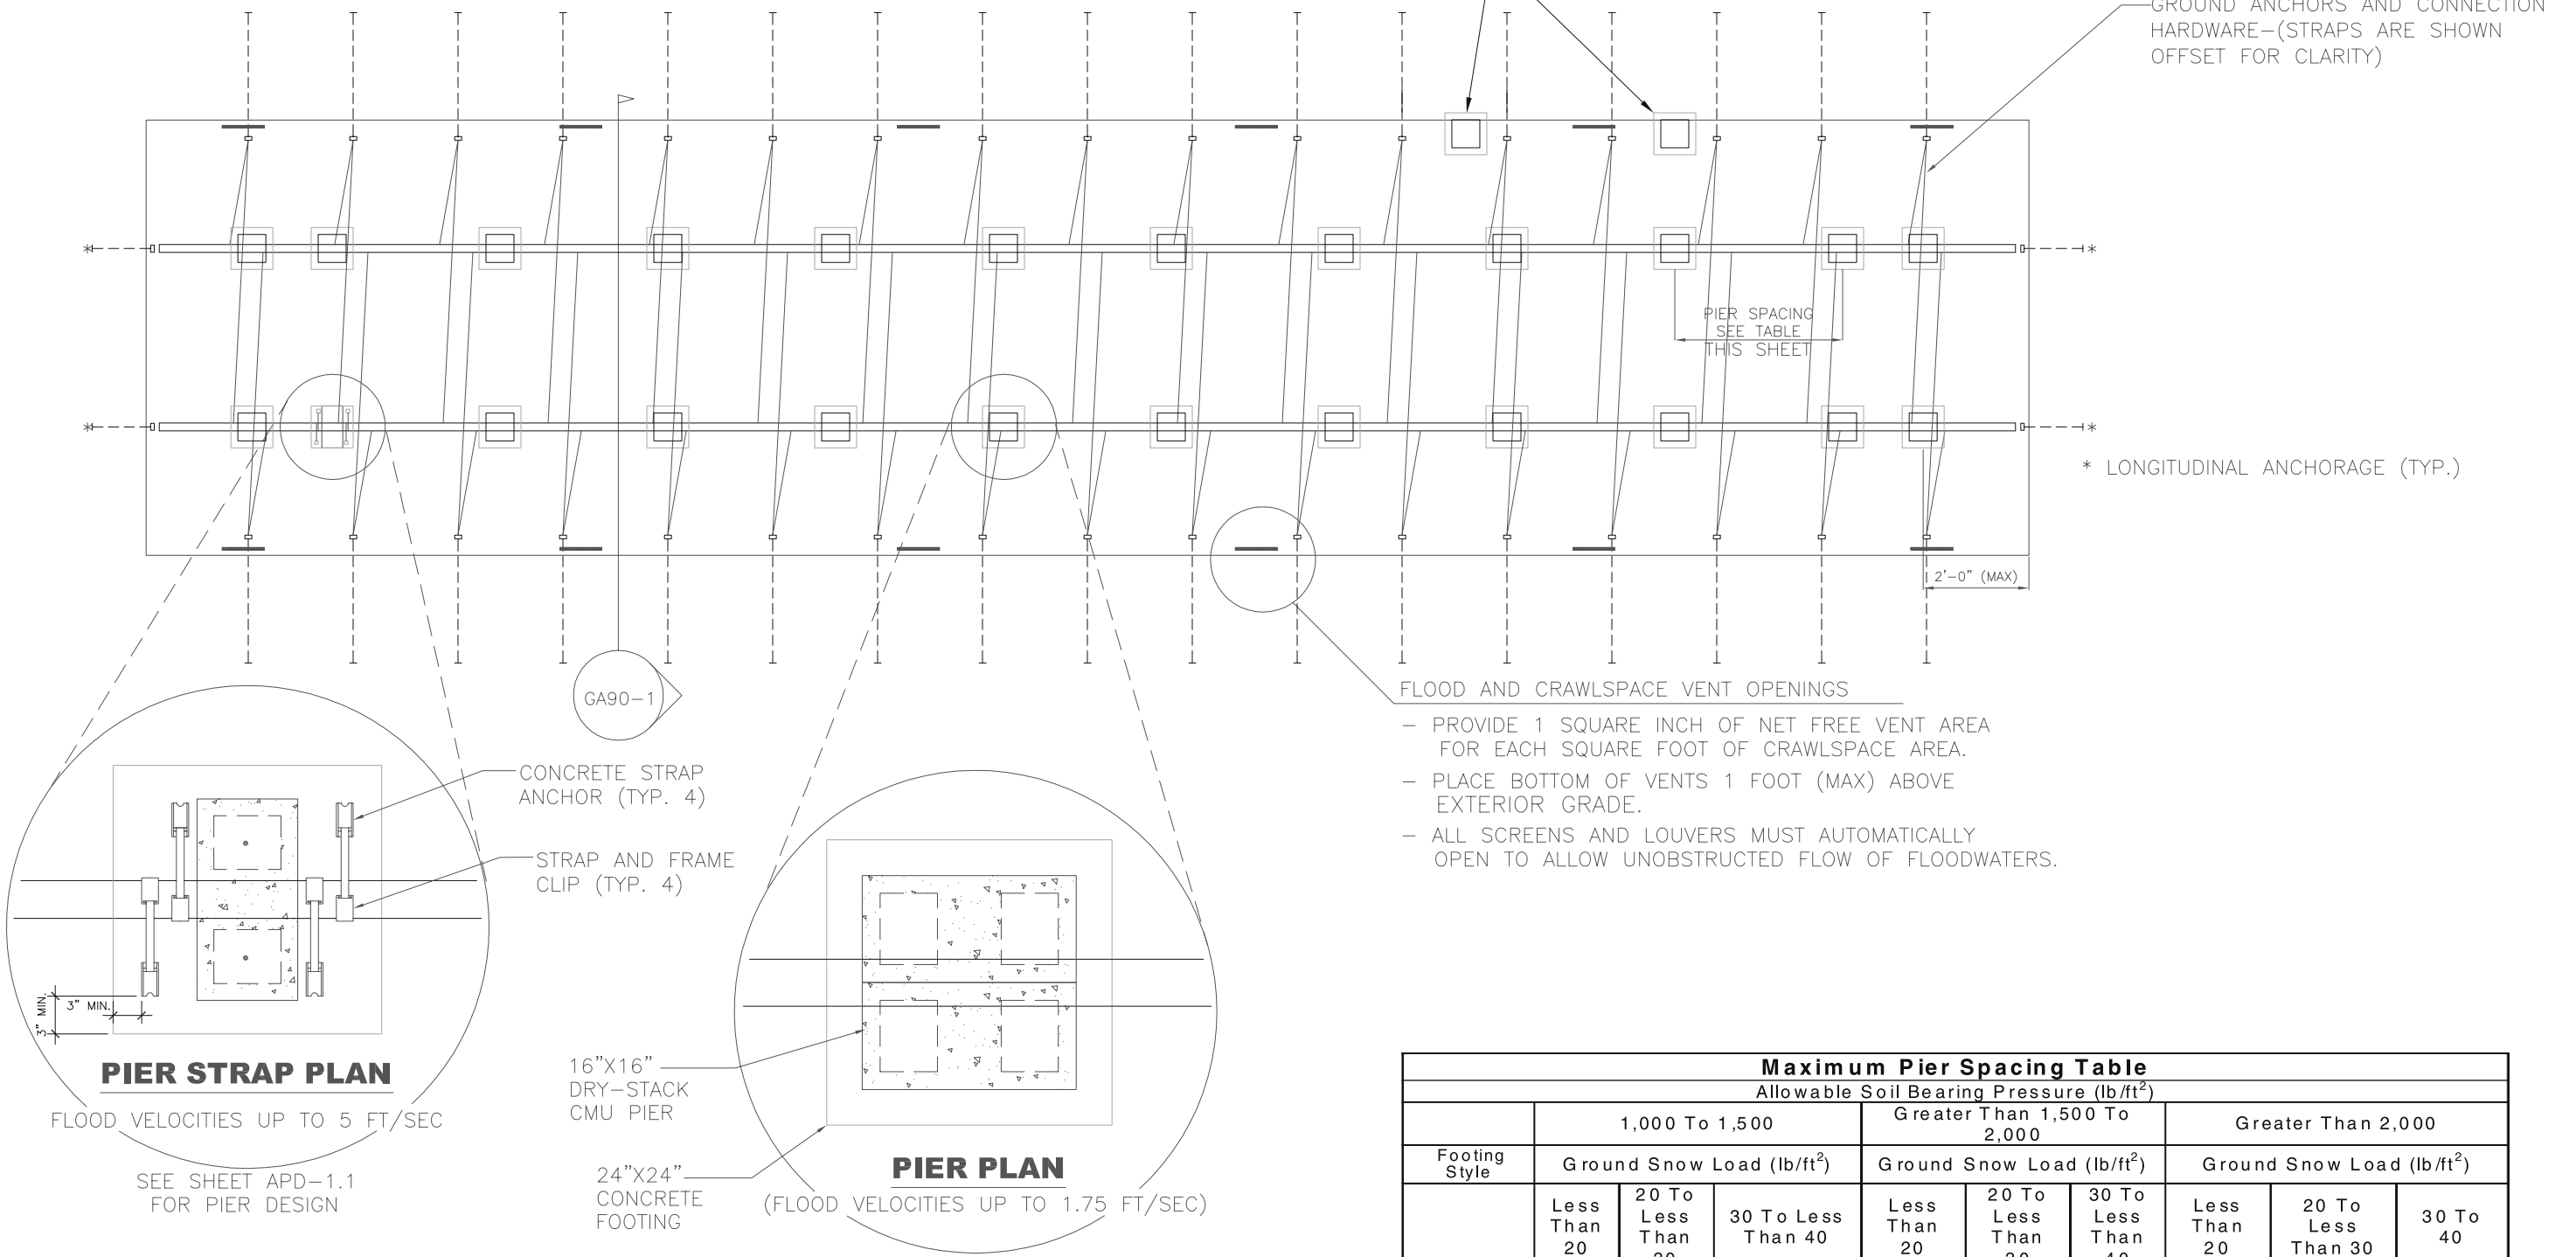 GROUND ANCHORS AND CONNECTION
HARDWARE-(STRAPS ARE SHOWN
OFFSET FOR CLARITY)
*
*
PIER SPACING
SEE TABLE
THIS SHEET
*
*
* LONGITUDINAL ANCHORAGE (TYP.)
2'-0" (MAX)
GA90-1
FLOOD AND CRAWLSPACE VENT OPENINGS
- PROVIDE 1 SQUARE INCH OF NET FREE VENT AREA
FOR EACH SQUARE FOOT OF CRAWLSPACE AREA.
- PLACE BOTTOM OF VENTS 1 FOOT (MAX) ABOVE
EXTERIOR GRADE.
- ALL SCREENS AND LOUVERS MUST AUTOMATICALLY
OPEN TO ALLOW UNOBSTRUCTED FLOW OF FLOODWATERS.
CONCRETE STRAP
ANCHOR (TYP. 4)
STRAP AND FRAME
CLIP (TYP. 4)
3" MIN.
3" MIN.
PIER STRAP PLAN
FLOOD VELOCITIES UP TO 5 FT/SEC
SEE SHEET APD-1.1
FOR PIER DESIGN
16"X16"
DRY-STACK
CMU PIER
24"X24"
CONCRETE
FOOTING
PIER PLAN
(FLOOD VELOCITIES UP TO 1.75 FT/SEC)
Maximum Pier Spacing Table
Allowable Soil Bearing Pressure (lb/ft²)
1,000 To 1,500
Greater Than 1,500 To
2,000
Greater Than 2,000
Footing
Style
Ground Snow Load (lb/ft²)
Ground Snow Load (lb/ft²)
Ground Snow Load (lb/ft²)
Less
Than
20
20 To
Less
Than
30 To Less
Than 40
Less
Than
20
20 To
Less
Than
30 To
Less
Than
Less
Than
20
20 To
Less
Than 30
30 To
40